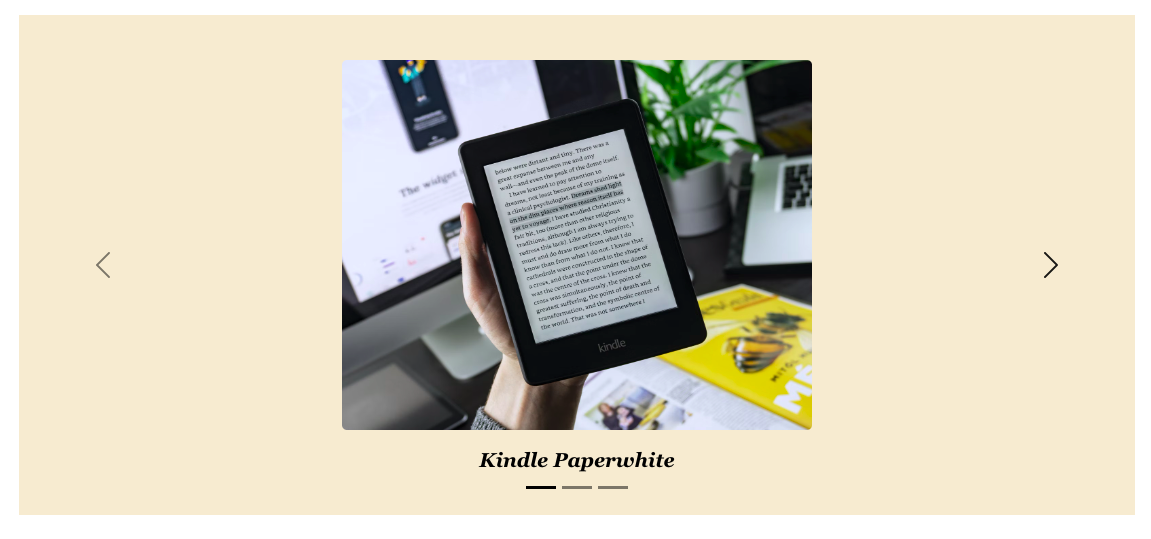 The widget
below were distant and tiny. There was a
great expanse between me and any
wall—and even the peak of the dome itself.
I have learned to pay attention to
dreams, not least because of my training as
a clinical psychologist. Dreams shed light
on the dim places where reason itself has
yet to voyage. I have studied Christianity a
fair bit, too (more than other religious
traditions, although I am always trying to
redress this lack). Like others, therefore, I
must and do draw more from what I do
know than from what I do not. I know that
cathedrals were constructed in the shape of
a cross, and that the point under the dome
was the centre of the cross. I know that the
cross was simultaneously, the point of
greatest suffering, the point of death and
transformation, and the symbolic centre of
the world. That was not somewhere I
kindle
Kindle Paperwhite